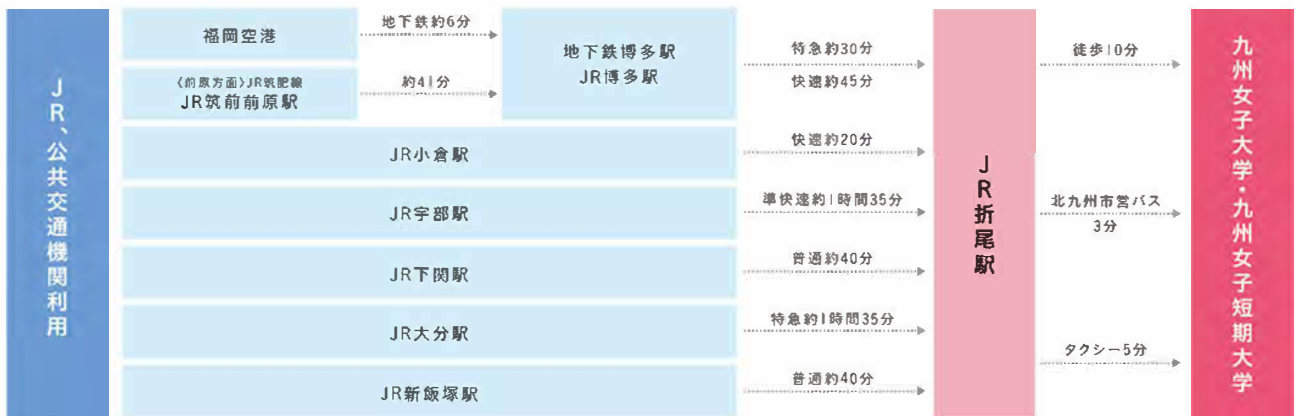 JR、公共交通機関利用
福岡空港
地下鉄約6分
〈前原方面〉JR筑肥線
JR筑前前原駅
約41分
地下鉄博多駅
JR博多駅
特急約30分
快速約45分
JR小倉駅
快速約20分
JR宇部駅
準快速約1時間35分
JR下関駅
普通約40分
JR大分駅
特急約1時間35分
JR新飯塚駅
普通約40分
JR折尾駅
徒歩10分
北九州市営バス
3分
タクシー5分
九州女子大学・九州女子短期大学